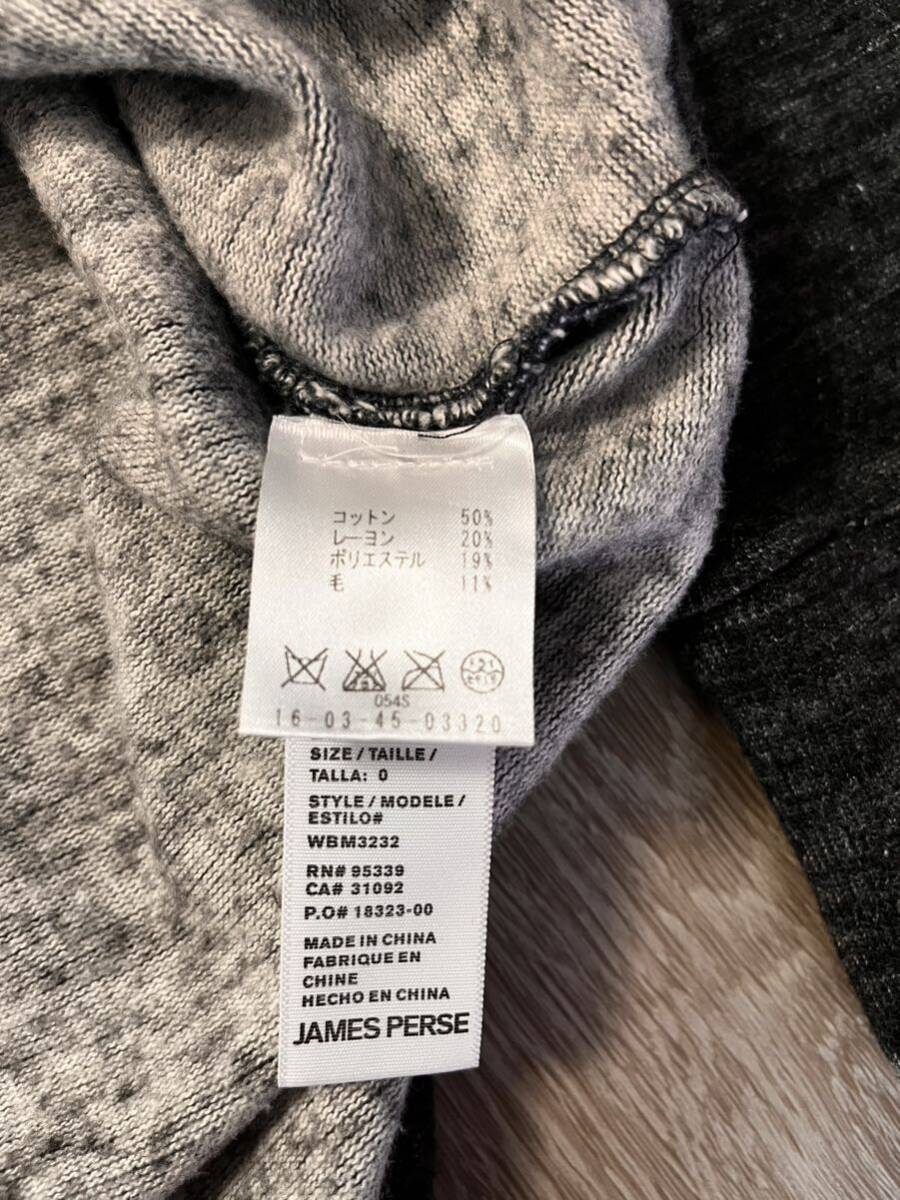 コットン 50%
レーヨン 20%
ポリエステル 19%
毛 11%
054S
16-03-45-03320
SIZE / TAILLE /
TALLA: 0
STYLE / MODELE /
ESTILO#
WBM3232
RN# 95339
CA# 31092
P.O# 18323-00
MADE IN CHINA
FABRIQUE EN
CHINE
HECHO EN CHINA
JAMES PERSE